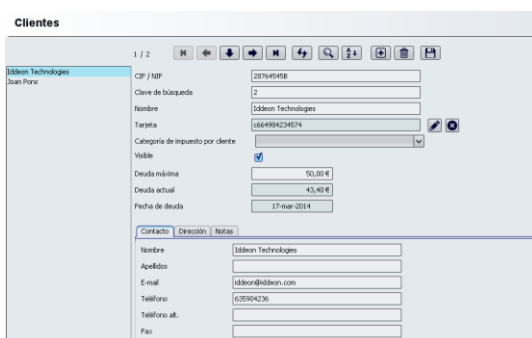 Clientes
1 / 2
Iddeon Technologies
Joan Pons
CIF / NIF 28764545B
Clave de búsqueda 2
Nombre Iddeon Technologies
Tarjeta c664984234574
Categoría de impuesto por cliente
Visible
Deuda máxima 50,00 €
Deuda actual 43,40 €
Fecha de deuda 17-mar-2014
Contacto Dirección Notas
Nombre Iddeon Technologies
Apellidos
E-mail iddeon@iddeon.com
Teléfono 635904236
Teléfono alt.
Fax